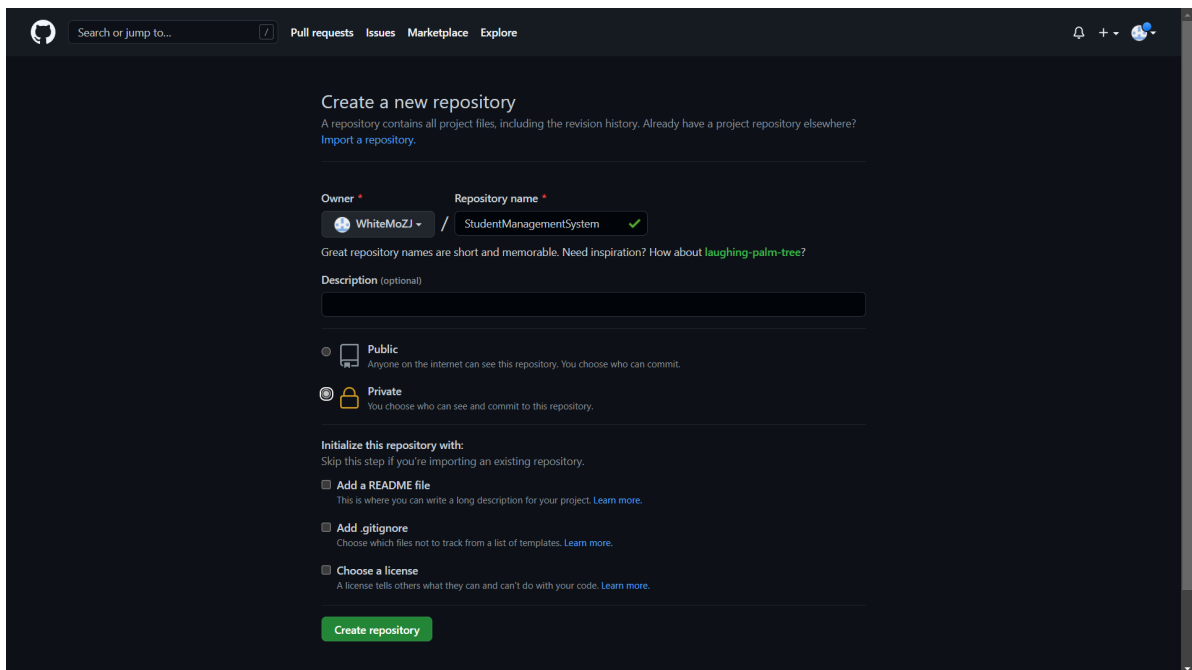 Search or jump to... /
Pull requests Issues Marketplace Explore
Create a new repository
A repository contains all project files, including the revision history. Already have a project repository elsewhere?
Import a repository.
Owner * Repository name *
WhiteMoZJ / StudentManagementSystem
Great repository names are short and memorable. Need inspiration? How about laughing-palm-tree?
Description (optional)
Public
Anyone on the internet can see this repository. You choose who can commit.
Private
You choose who can see and commit to this repository.
Initialize this repository with:
Skip this step if you're importing an existing repository.
Add a README file
This is where you can write a long description for your project. Learn more.
Add .gitignore
Choose which files not to track from a list of templates. Learn more.
Choose a license
A license tells others what they can and can't do with your code. Learn more.
Create repository